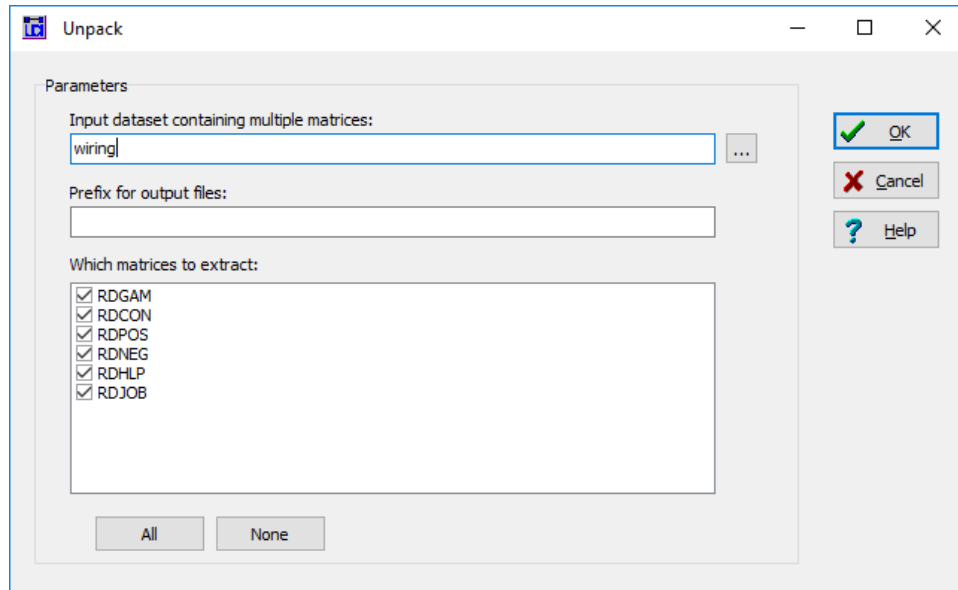 Unpack
Parameters
Input dataset containing multiple matrices:
wiring
...
Prefix for output files:
Which matrices to extract:
RDGAM
RDCON
RDPOS
RDNEG
RDHLP
RDJOB
All
None
OK
Cancel
Help